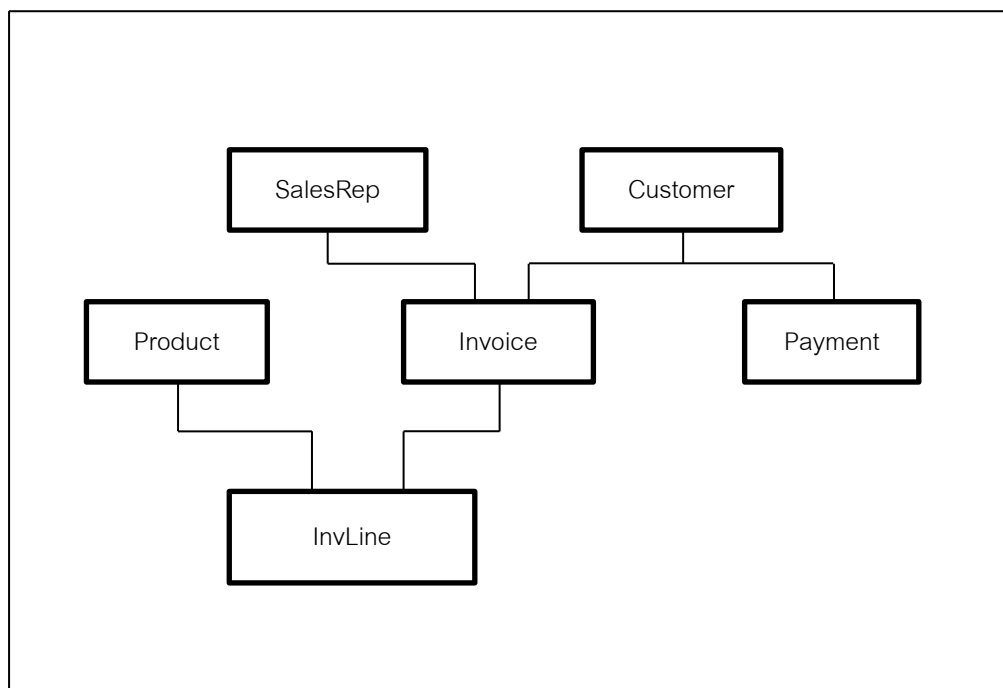 SalesRep
Customer
Product
Invoice
Payment
InvLine